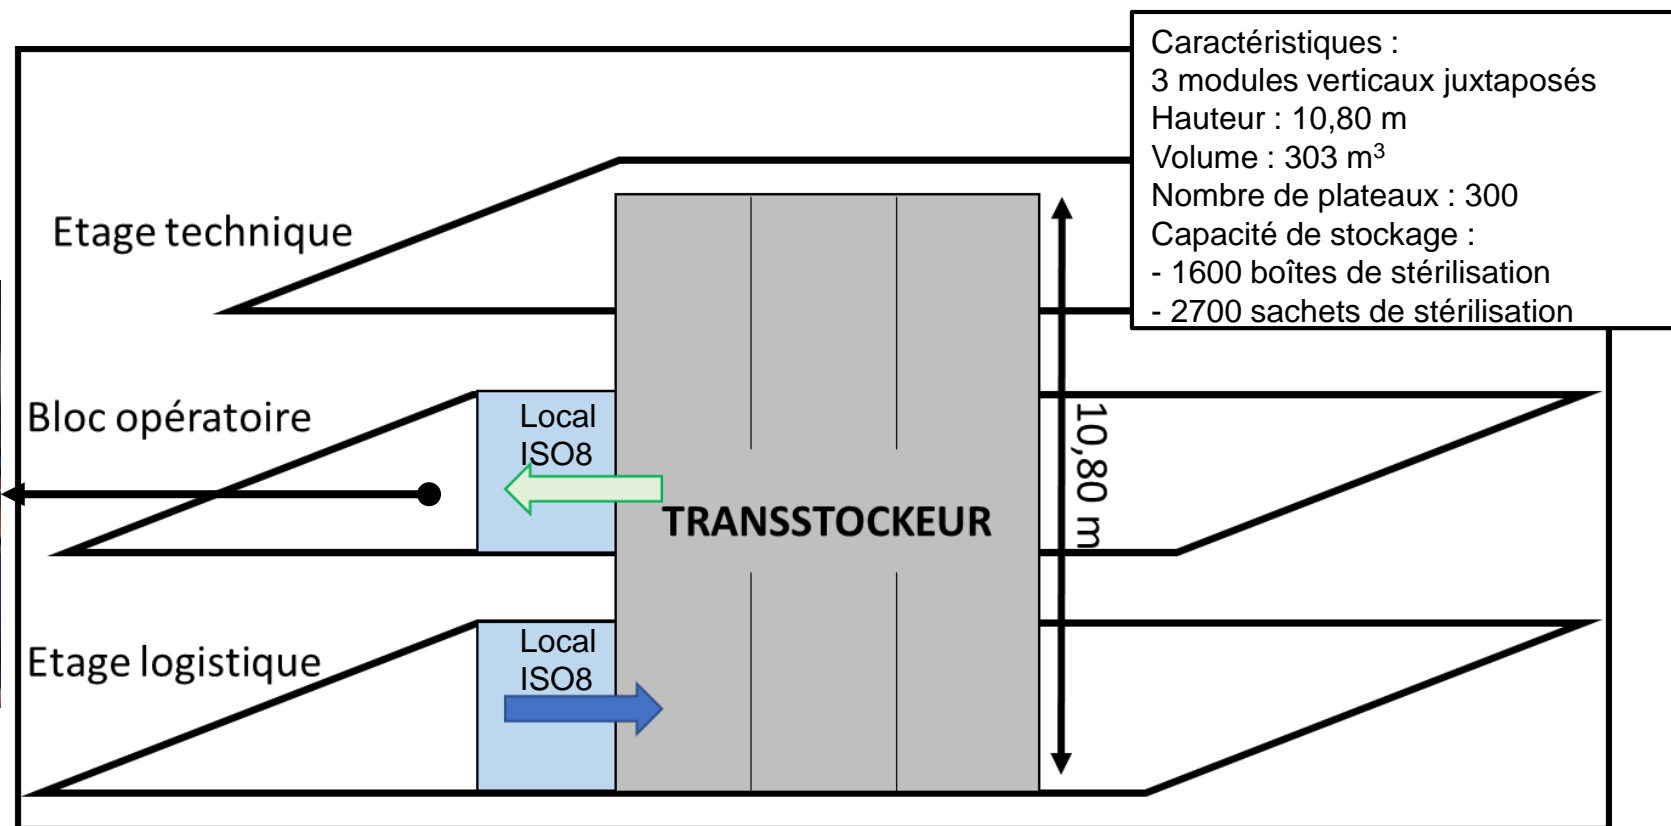 Caractéristiques :
3 modules verticaux juxtaposés
Hauteur : 10,80 m
Volume : 303 m³
Nombre de plateaux : 300
Capacité de stockage :
- 1600 boîtes de stérilisation
- 2700 sachets de stérilisation
Etage technique
Bloc opératoire
Local
ISO8
TRANSSTOCKEUR
10,80 m
Etage logistique
Local
ISO8